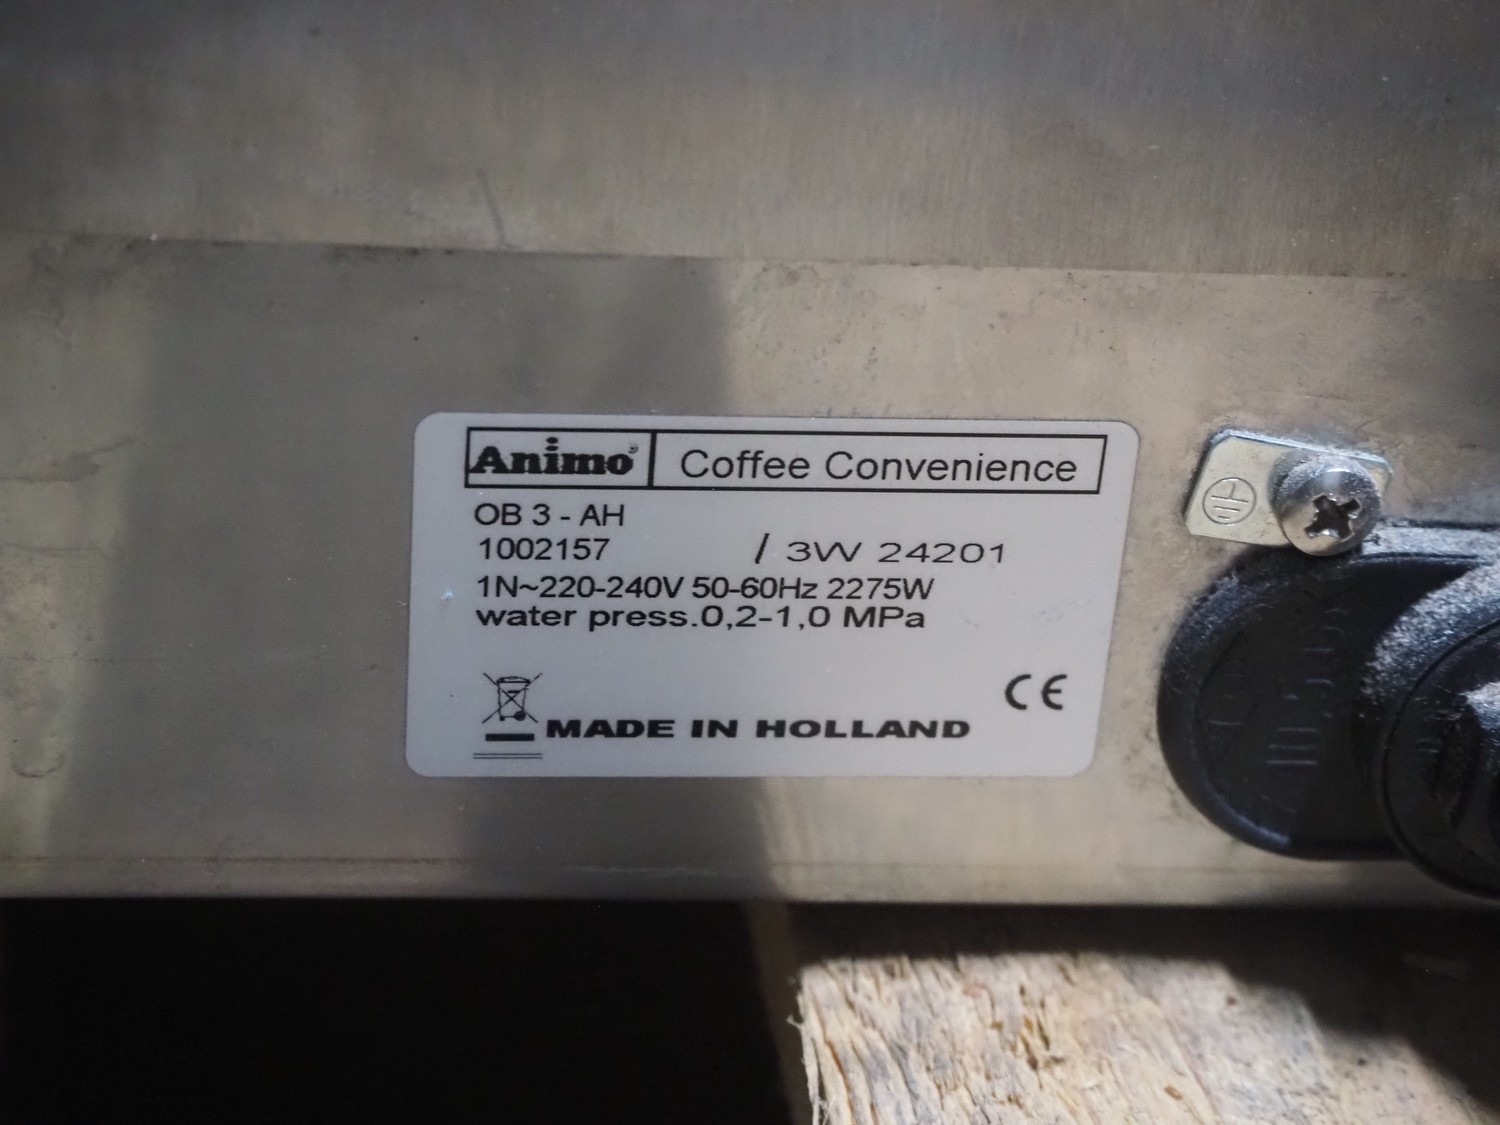 Animo® Coffee Convenience
OB 3 - AH
1002157 / 3W 24201
1N~220-240V 50-60Hz 2275W
water press.0,2-1,0 MPa
CE
MADE IN HOLLAND